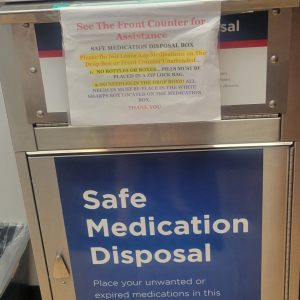 Disposal
See The Front Counter for
Assistance
SAFE MEDICATION DISPOSAL BOX
Please Do Not Leave Any Medications on The
Drop Box or Front Counter Unattended...
1. NO BOTTLES OR BOXES... PILLS MUST BE
PLACED IN A ZIP LOCK BAG.
2. NO NEEDLES IN THE DROP BOX!!! ALL
NEEDLES MUST BE PLACE IN THE WHITE
SHARPS BOX LOCATED ON THE MEDICATION
BOX.
THANK YOU
Safe
Medication
Disposal
Place your unwanted or
expired medications in this